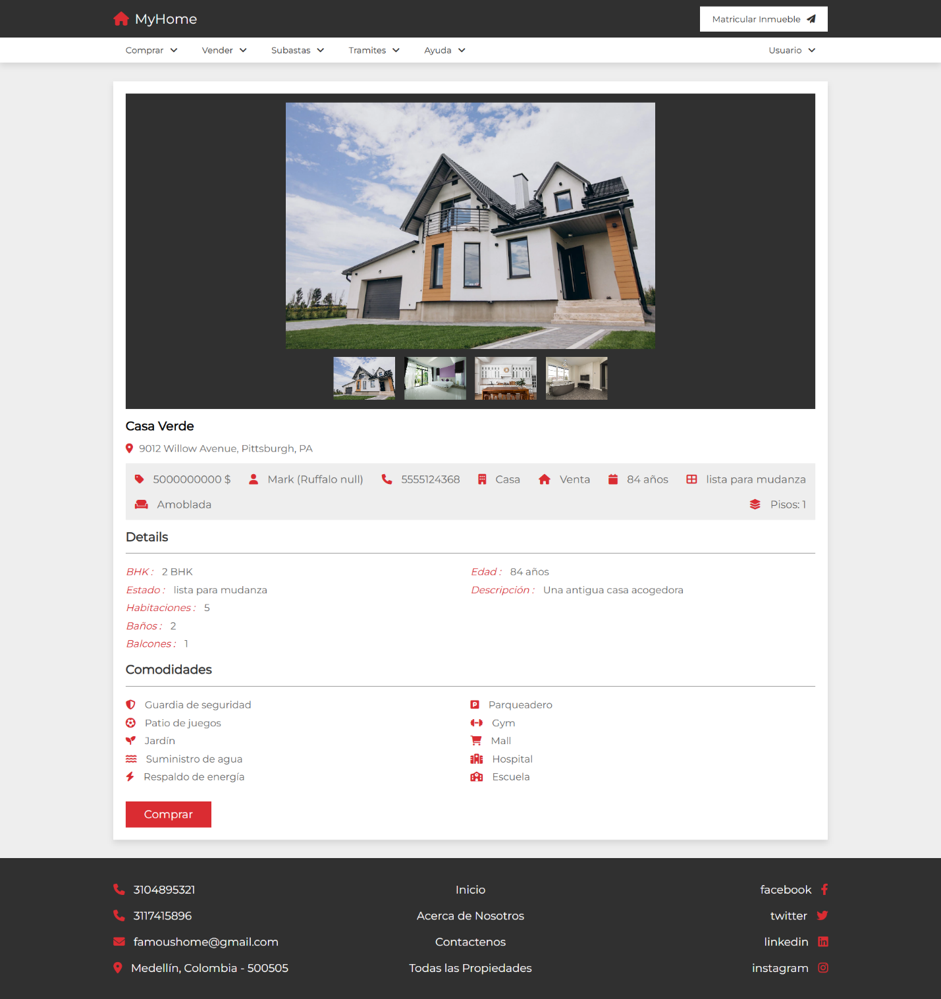 MyHome
Matricular Inmueble
Comprar Vender Subastas Tramites Ayuda Usuario
Casa Verde
9012 Willow Avenue, Pittsburgh, PA
5000000000 $ Mark (Ruffalo null) 5555124368 Casa Venta 84 años lista para mudanza
Amoblada Pisos: 1
Details
BHK : 2 BHK
Estado : lista para mudanza
Habitaciones : 5
Baños : 2
Balcones : 1
Edad : 84 años
Descripción : Una antigua casa acogedora
Comodidades
Guardia de seguridad
Patio de juegos
Jardín
Suministro de agua
Respaldo de energía
Parqueadero
Gym
Mall
Hospital
Escuela
Comprar
3104895321
3117415896
famoushome@gmail.com
Medellín, Colombia - 500505
Inicio
Acerca de Nosotros
Contactenos
Todas las Propiedades
facebook
twitter
linkedin
instagram